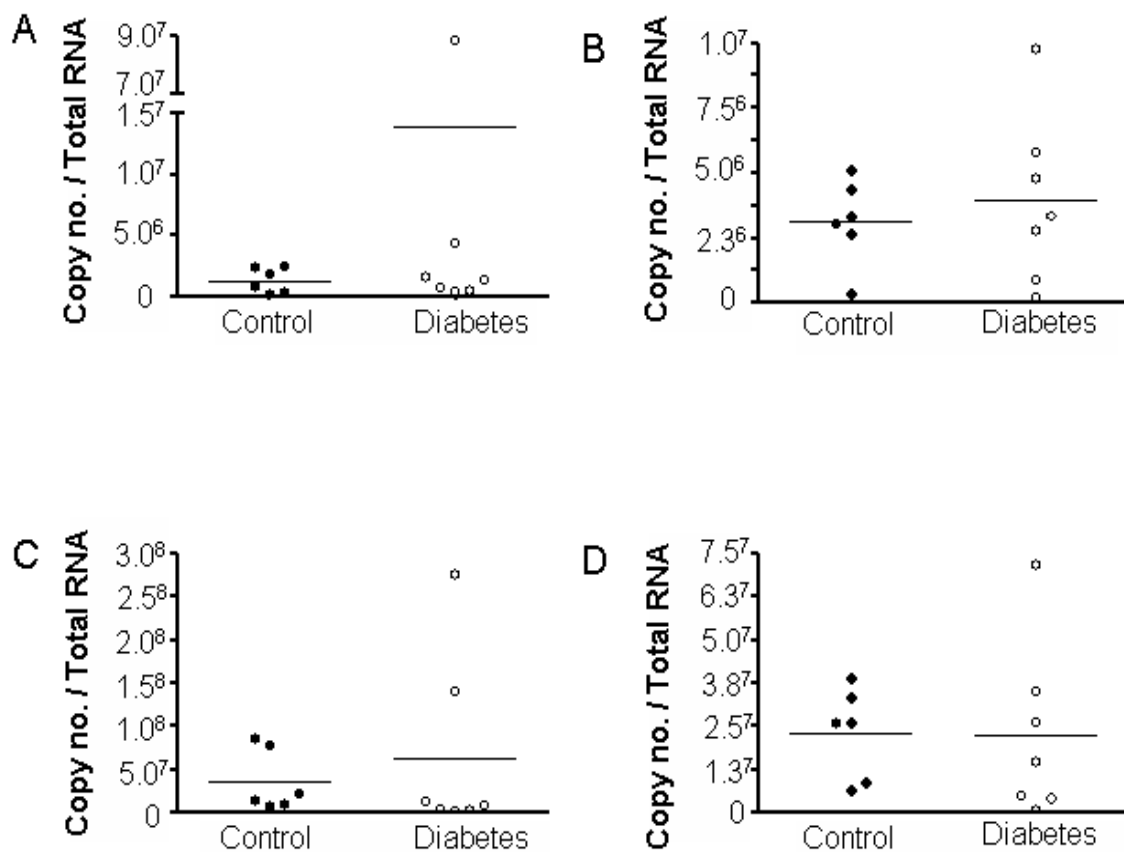 A
Copy no. / Total RNA
9.0⁷
7.0⁷
1.5⁷
1.0⁷
5.0⁶
0
Control
Diabetes
B
Copy no. / Total RNA
1.0⁷
7.5⁶
5.0⁶
2.3⁶
0
Control
Diabetes
C
Copy no. / Total RNA
3.0⁸
2.5⁸
2.0⁸
1.5⁸
1.0⁸
5.0⁷
0
Control
Diabetes
D
Copy no. / Total RNA
7.5⁷
6.3⁷
5.0⁷
3.8⁷
2.5⁷
1.3⁷
0
Control
Diabetes